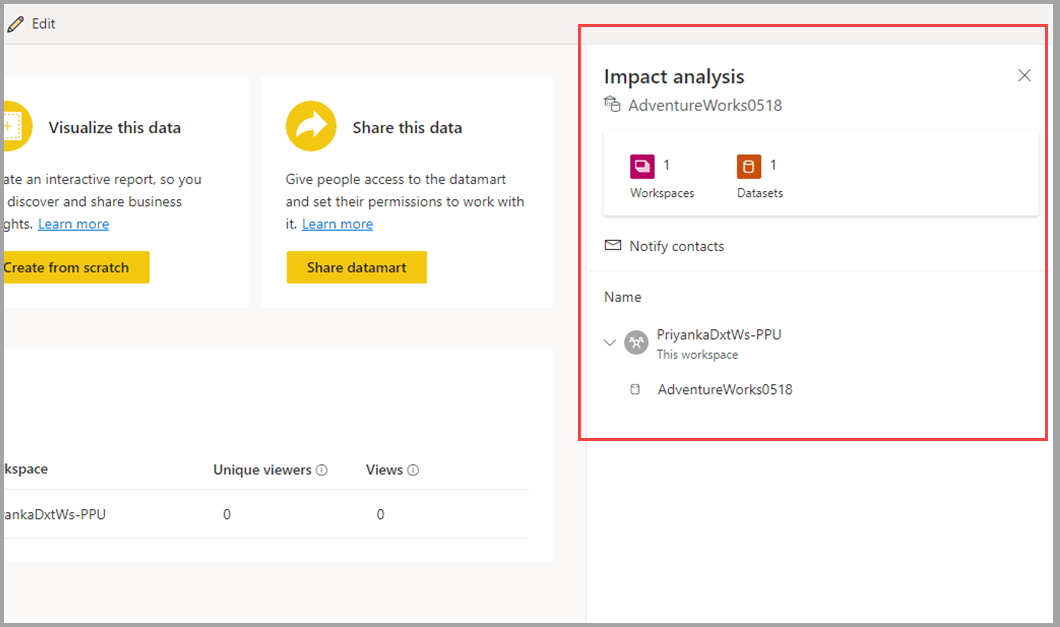 Edit
Visualize this data
ate an interactive report, so you
discover and share business
ghts. Learn more
Create from scratch
Share this data
Give people access to the datamart
and set their permissions to work with
it. Learn more
Share datamart
kspace
Unique viewers
Views
yankaDxtWs-PPU
0
0
Impact analysis
AdventureWorks0518
1
Workspaces
1
Datasets
Notify contacts
Name
PriyankaDxtWs-PPU
This workspace
AdventureWorks0518